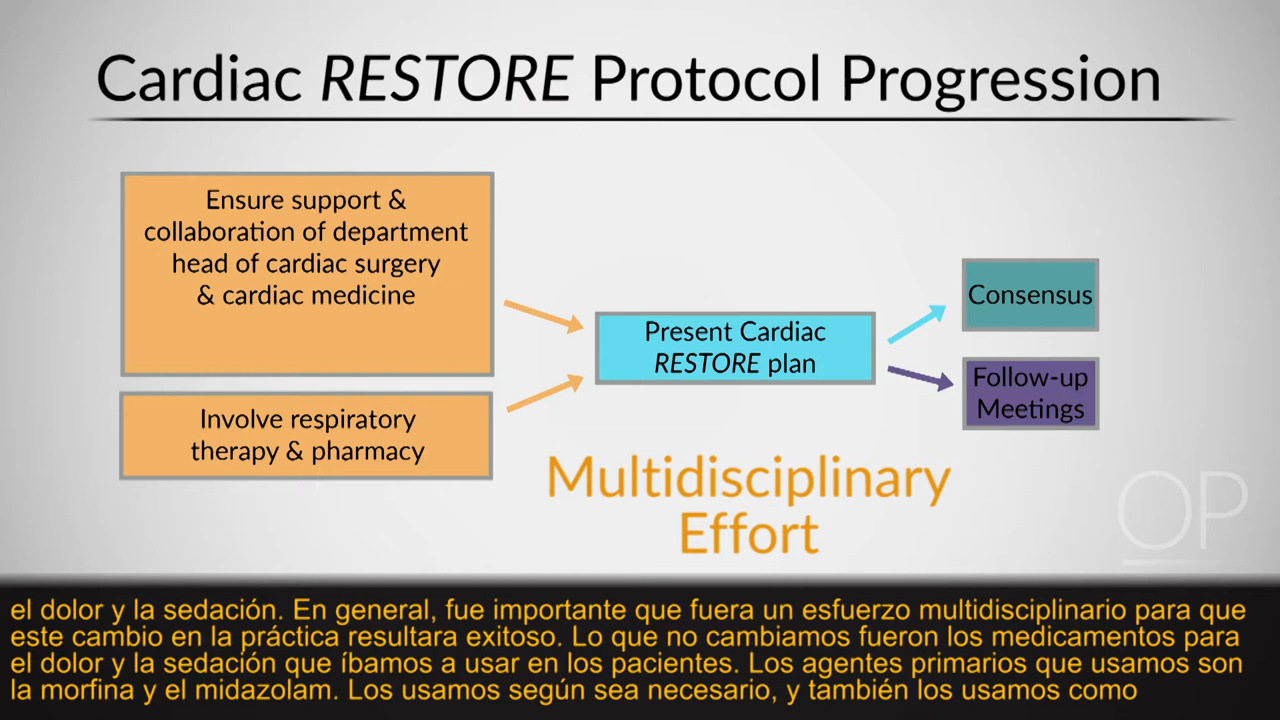 Cardiac RESTORE Protocol Progression
Ensure support &
collaboration of department
head of cardiac surgery
& cardiac medicine
Involve respiratory
therapy & pharmacy
Present Cardiac
RESTORE plan
Consensus
Follow-up
Meetings
Multidisciplinary
Effort
OP
el dolor y la sedación. En general, fue importante que fuera un esfuerzo multidisciplinario para que
este cambio en la práctica resultara exitoso. Lo que no cambiamos fueron los medicamentos para
el dolor y la sedación que íbamos a usar en los pacientes. Los agentes primarios que usamos son
la morfina y el midazolam. Los usamos según sea necesario, y también los usamos como